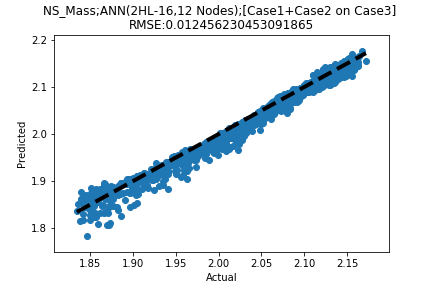 NS_Mass;ANN(2HL-16,12 Nodes);[Case1+Case2 on Case3]
RMSE:0.012456230453091865
2.2
2.1
2.0
1.9
1.8
Predicted
1.85 1.90 1.95 2.00 2.05 2.10 2.15
Actual